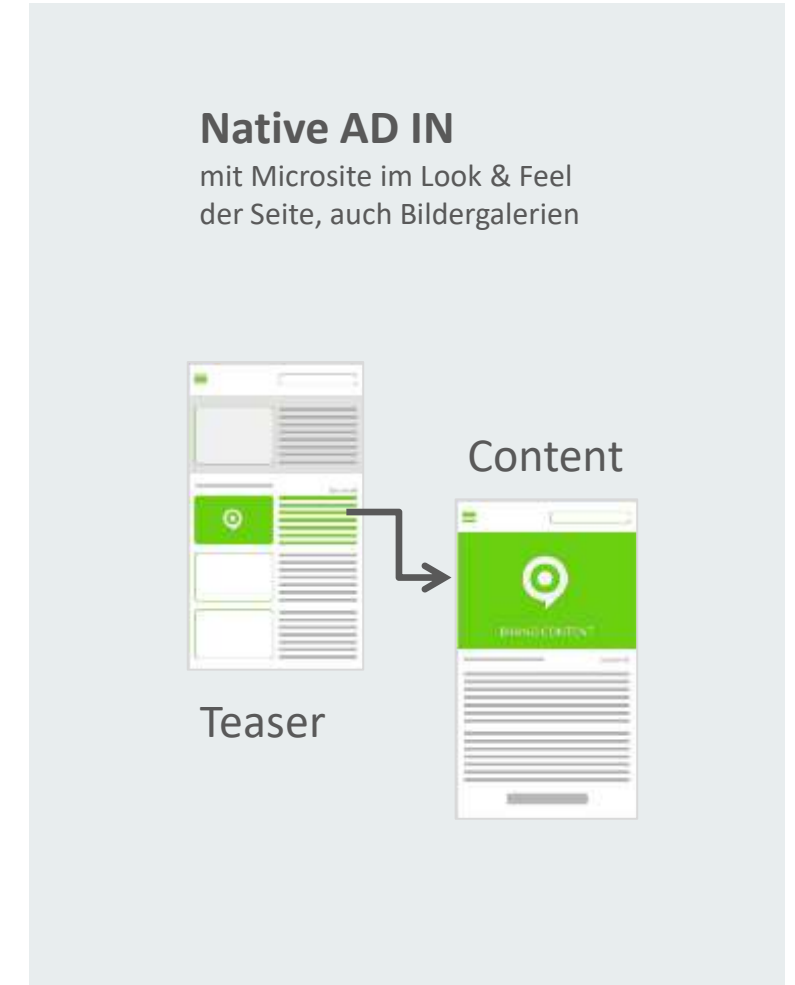 Native AD IN
mit Microsite im Look & Feel
der Seite, auch Bildergalerien
Content
Teaser